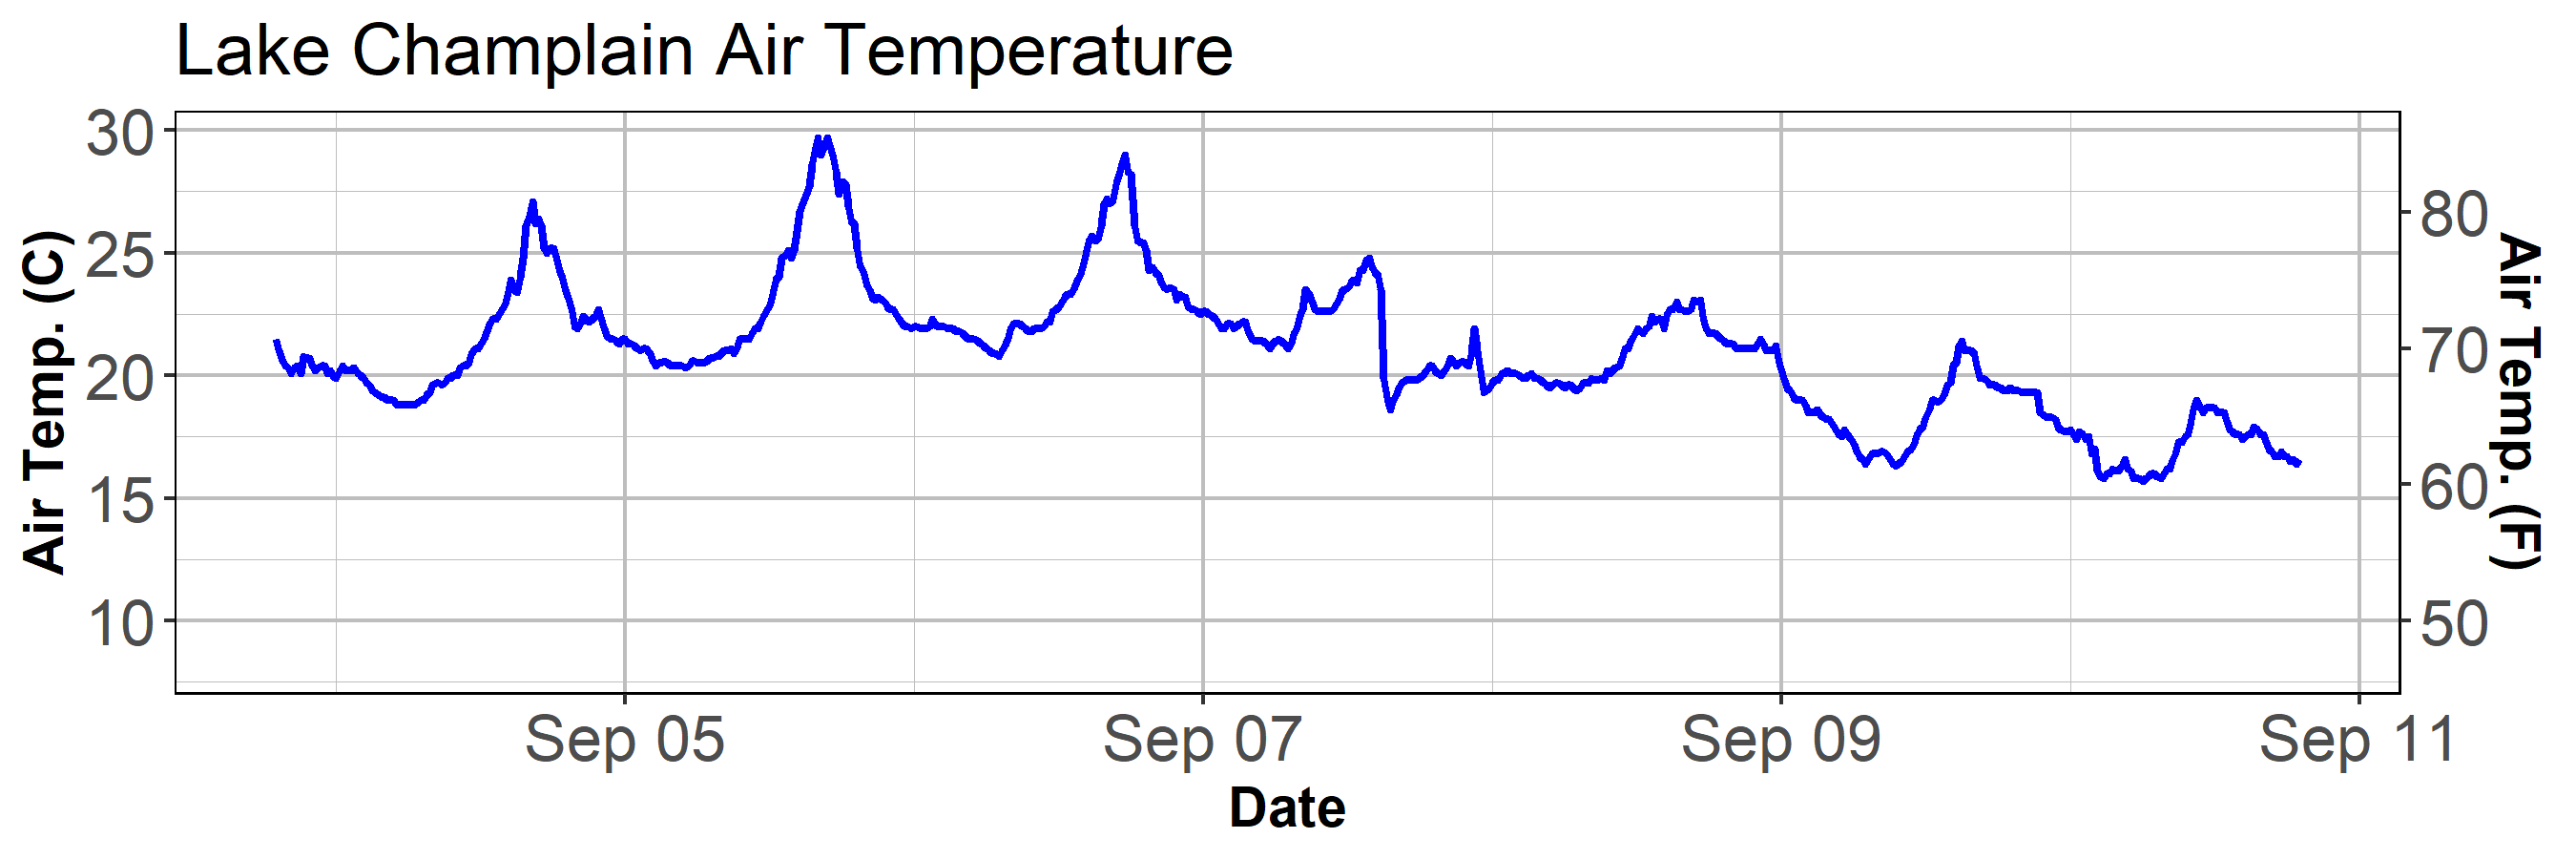 Lake Champlain Air Temperature
Air Temp. (C)
30
25
20
15
10
80
70
60
50
Air Temp. (F)
Sep 05 Sep 07 Sep 09 Sep 11
Date